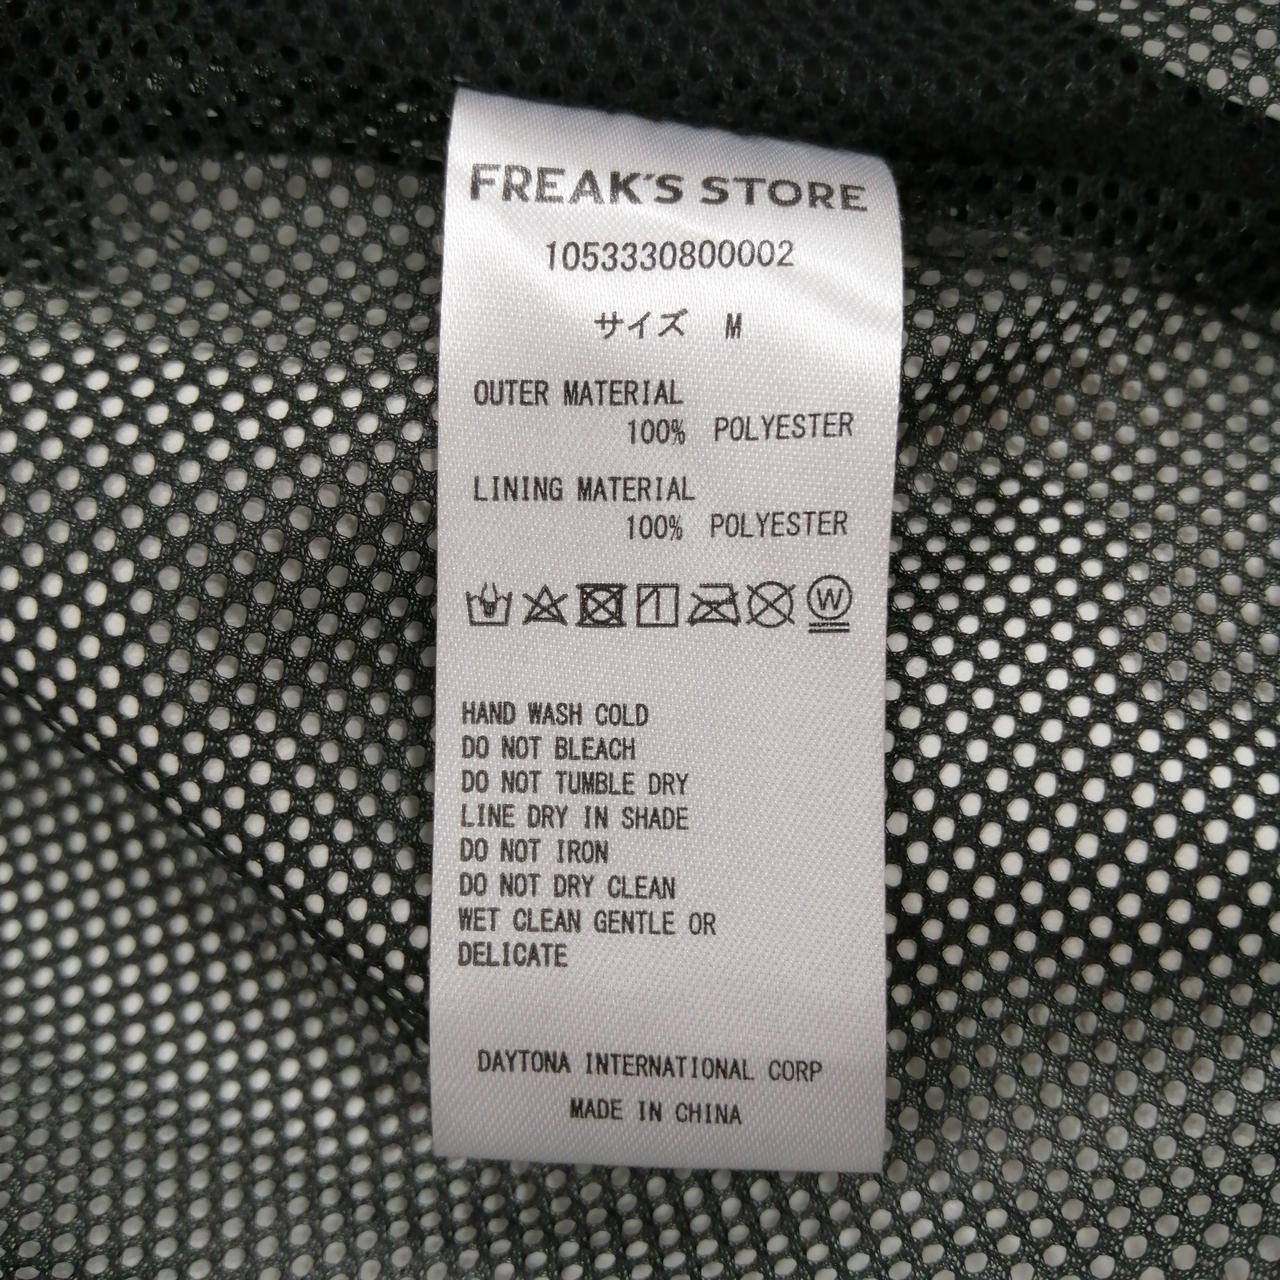 FREAK'S STORE
1053330800002
サイズ M
OUTER MATERIAL
100% POLYESTER
LINING MATERIAL
100% POLYESTER
W
HAND WASH COLD
DO NOT BLEACH
DO NOT TUMBLE DRY
LINE DRY IN SHADE
DO NOT IRON
DO NOT DRY CLEAN
WET CLEAN GENTLE OR
DELICATE
DAYTONA INTERNATIONAL CORP
MADE IN CHINA